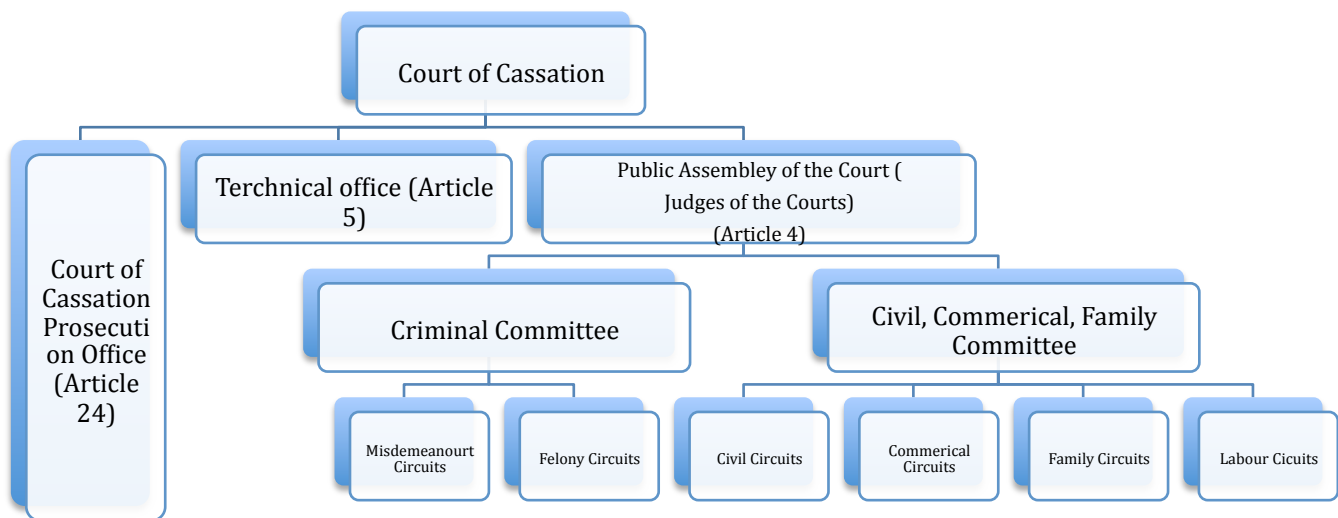 Court of Cassation
Court of
Cassation
Prosecuti
on Office
(Article
24)
Terchnical office (Article
5)
Public Assembley of the Court (
Judges of the Courts)
(Article 4)
Criminal Committee
Civil, Commerical, Family
Committee
Misdemeanourt
Circuits
Felony Circuits
Civil Circuits
Commerical
Circuits
Family Circuits
Labour Cicuits